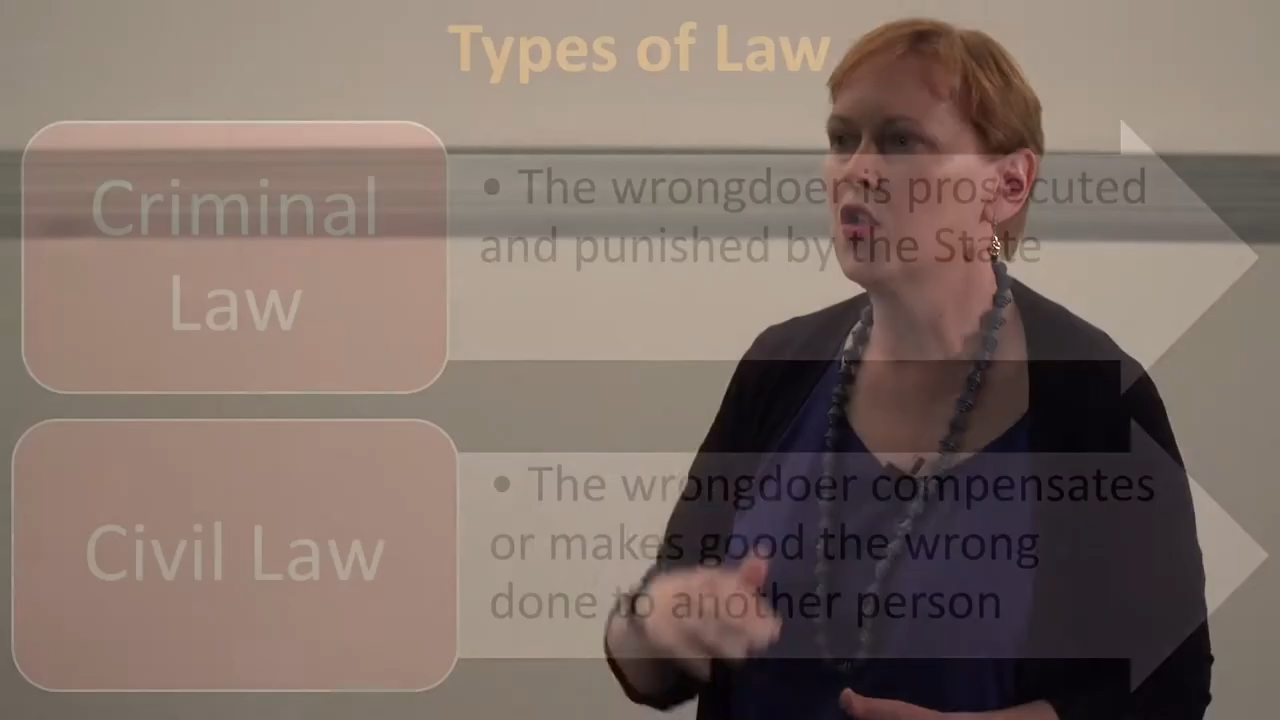 Types of Law
Criminal
Law
• The wrongdoer is prosecuted
and punished by the State
Civil Law
• The wrongdoer compensates
or makes good the wrong
done to another person